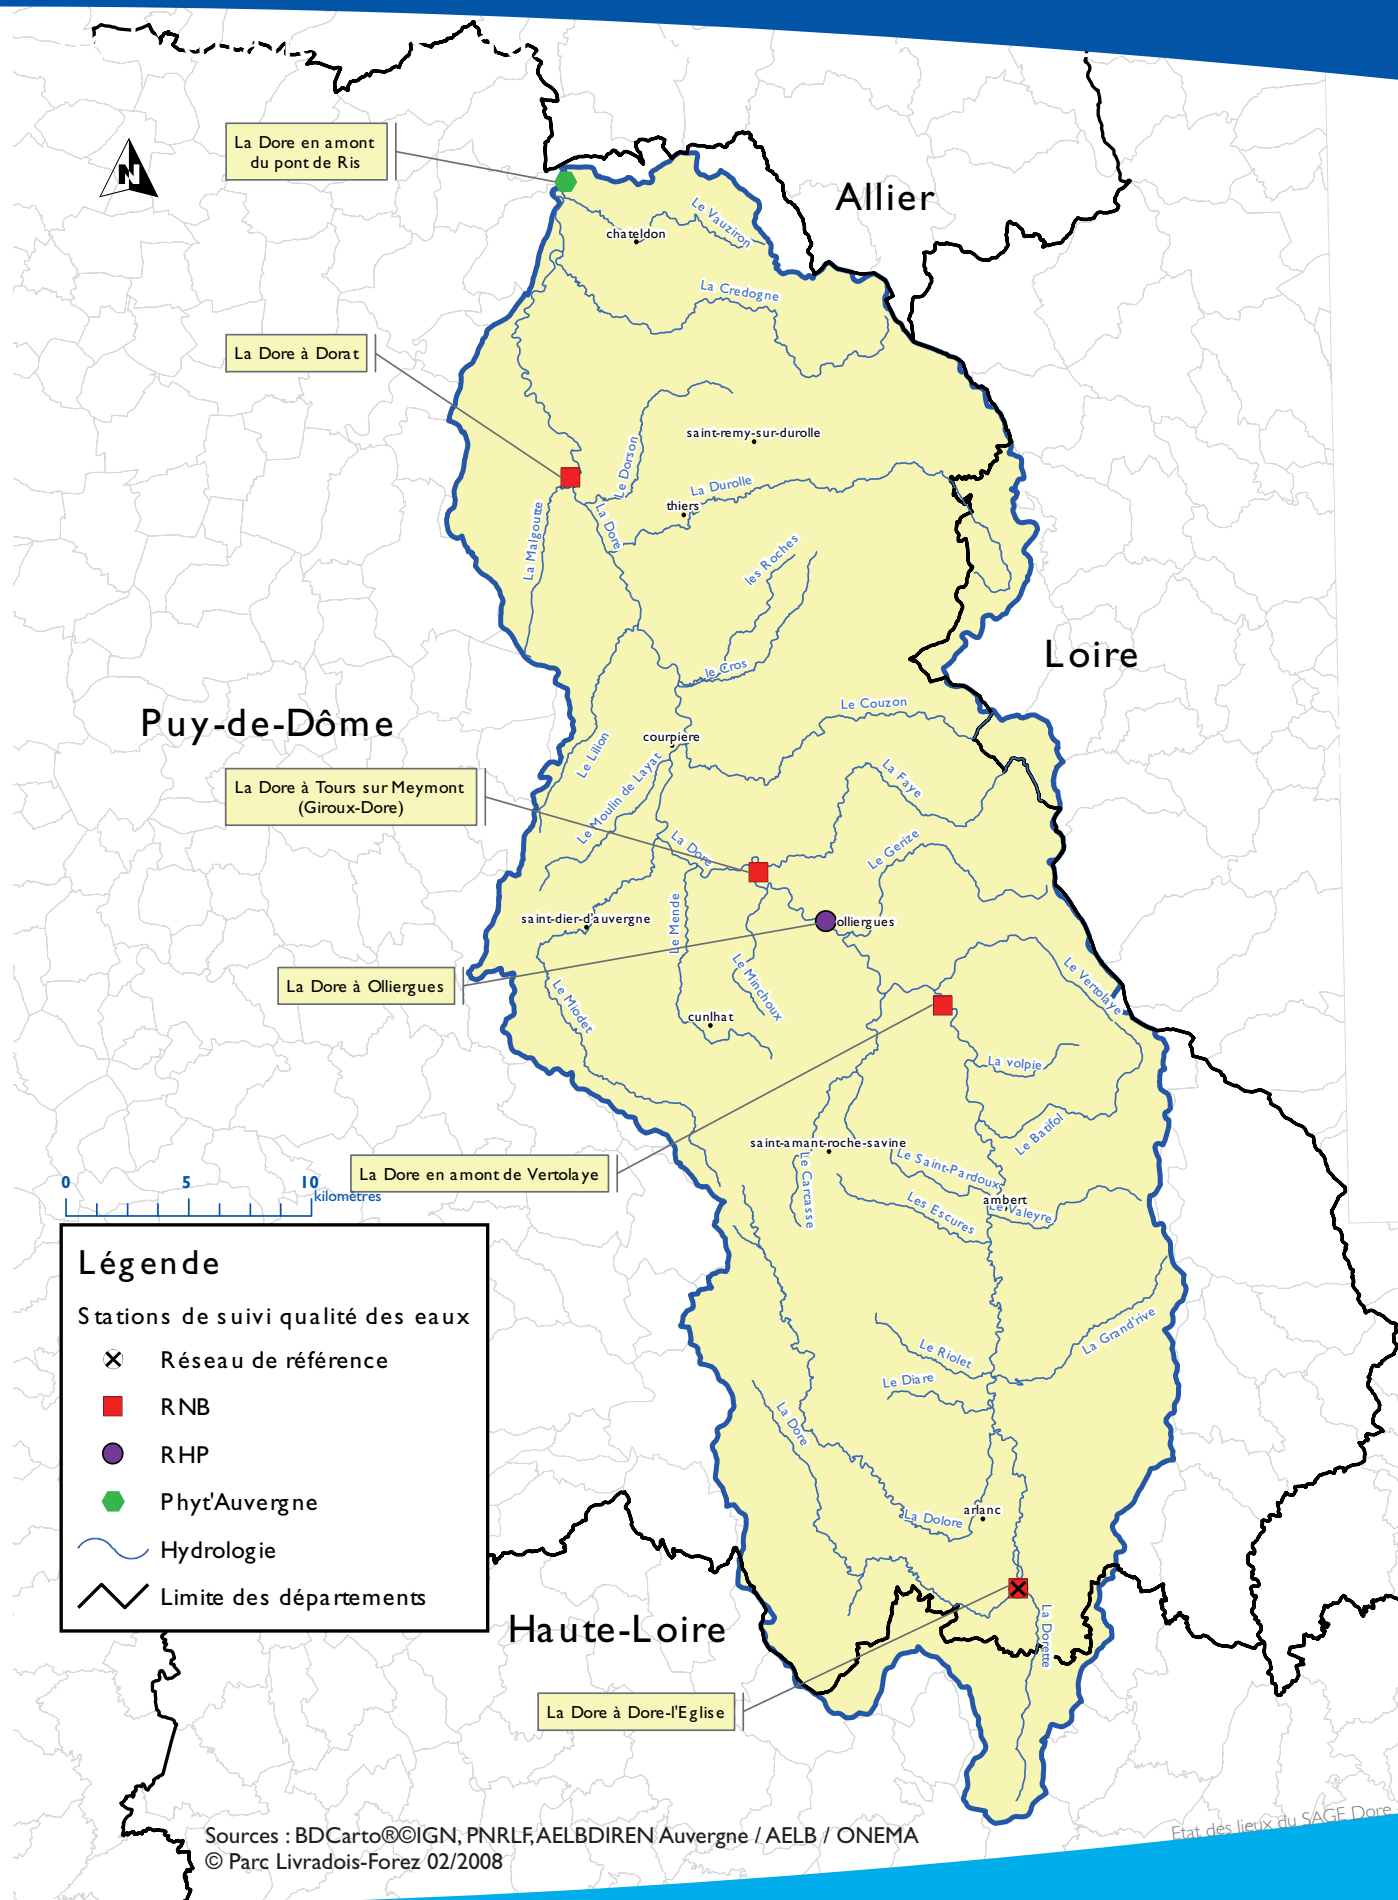 La Dore en amont
du pont de Ris
N
Allier
Le Vauziron
chateldon
La Credogne
La Dore à Dorat
saint-remy-sur-durolle
Le Dorson
La Durolle
thiers
La Dore
La Malgoutte
les Roches
Loire
le Cros
Le Couzon
Puy-de-Dôme
courpière
Le Lilion
Le Moulin de Layat
La Faye
La Dore à Tours sur Meymont
(Giroux-Dore)
La Dore
Le Gerize
saint-dier-d'auvergne
Le Mende
olliergues
La Dore à Olliergues
Le Miodet
Le Minchoux
Le Vertolaye
cunlhat
La volpie
Le Batifol
saint-amant-roche-savine
La Dore en amont de Vertolaye
Le Carcasse
Le Saint-Pardoux
ambert
Le Valeyre
Les Escures
0 5 10
kilomètres
Légende
Stations de suivi qualité des eaux
Réseau de référence
RNB
RHP
Phyt'Auvergne
Hydrologie
Limite des départements
La Grand'rive
Le Riolet
Le Diare
La Dore
arlanc
La Dolore
Haute-Loire
La Dorette
La Dore à Dore-l'Eglise
Sources : BDCarto®©IGN, PNRLF,AELBDIREN Auvergne / AELB / ONEMA
© Parc Livradois-Forez 02/2008
Etat des lieux du SAGE Dore